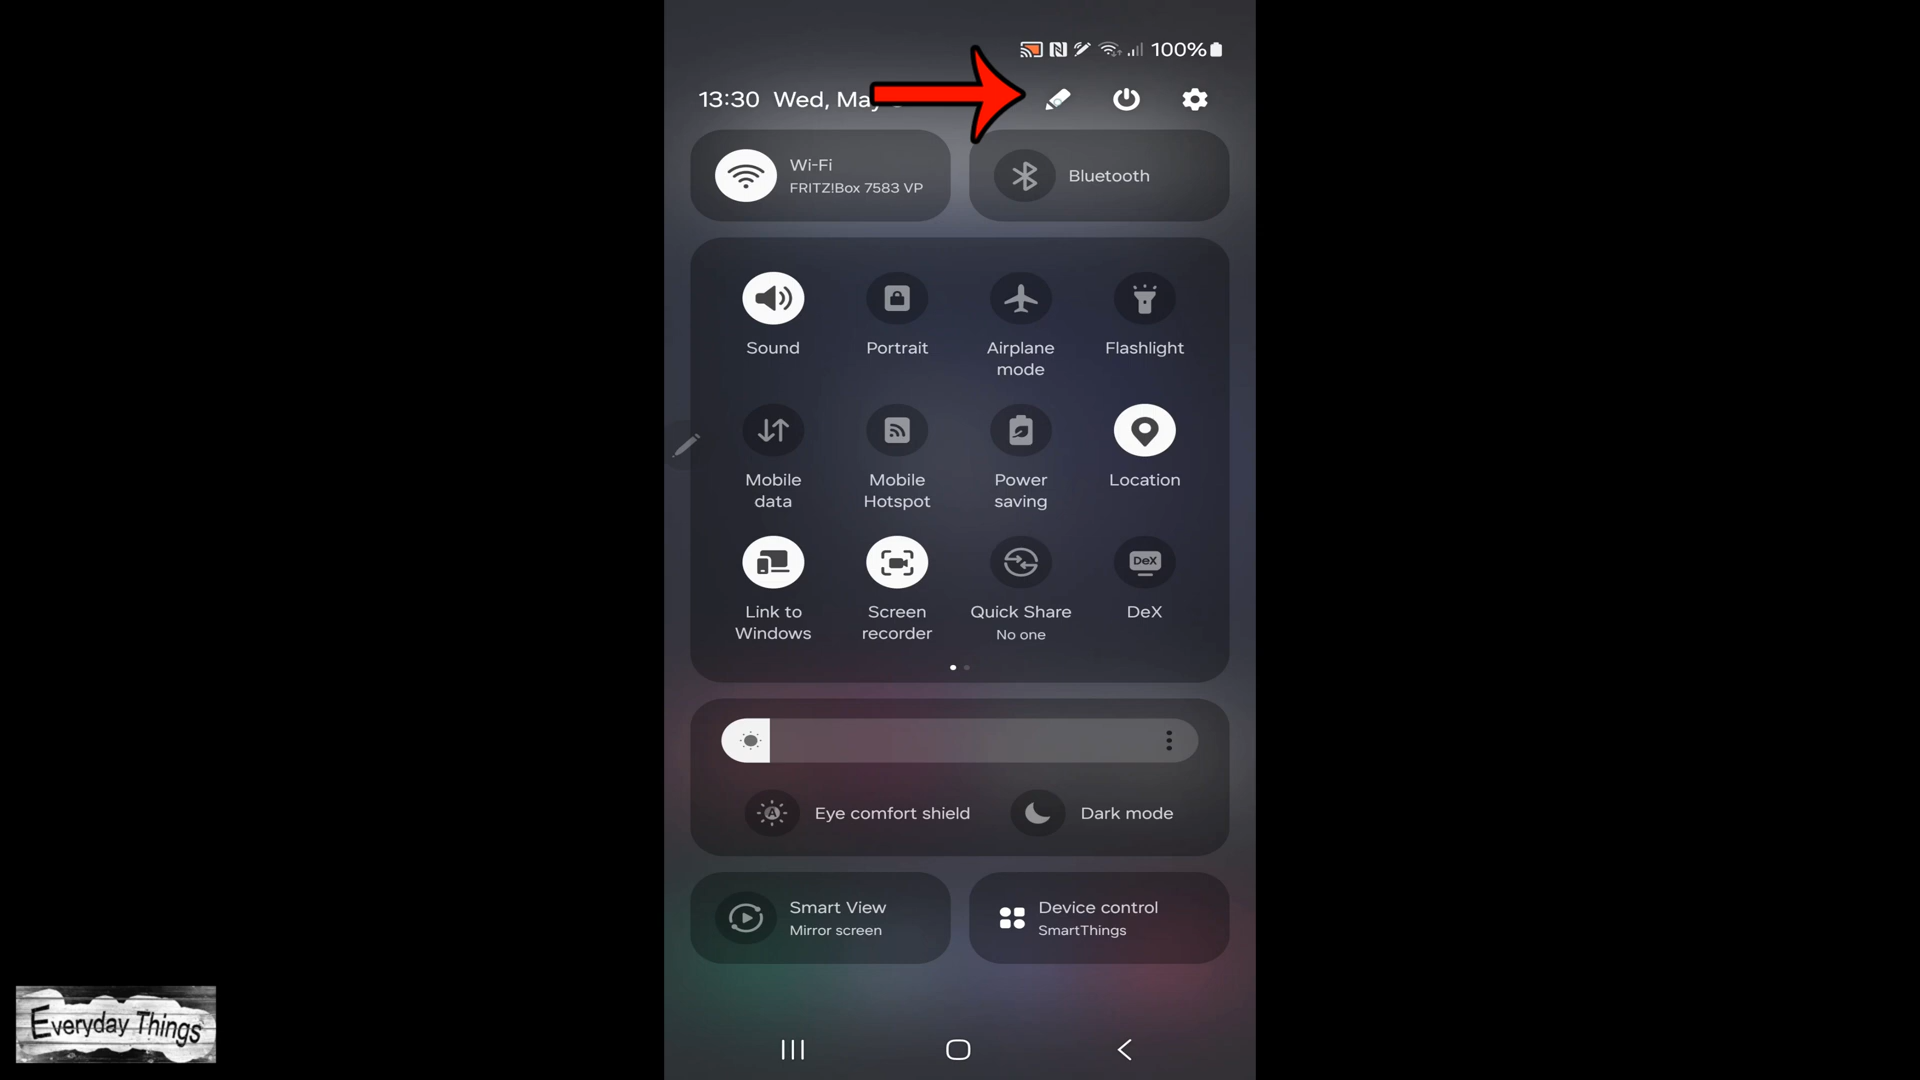 100%
13:30 Wed, May
Wi-Fi
FRITZ!Box 7583 VP
Bluetooth
Sound
Portrait
Airplane
mode
Flashlight
Mobile
data
Mobile
Hotspot
Power
saving
Location
Link to
Windows
Screen
recorder
Quick Share
No one
DeX
DeX
Eye comfort shield
Dark mode
Smart View
Mirror screen
Device control
SmartThings
Everyday Things